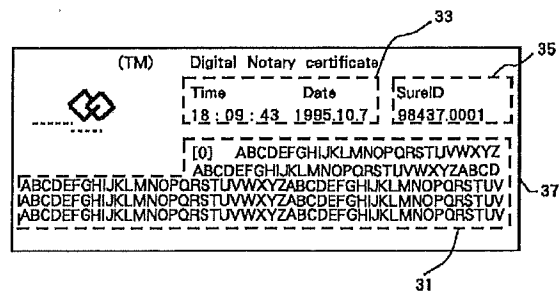 33
35
(TM) Digital Notary certificate
Time Date SureID
18 : 09 : 43 1995.10.7 98437.0001
[0] ABCDEFGHIJKLMNOPQRSTUVWXYZ
ABCDEFGHIJKLMNOPQRSTUVWXYZABCD
ABCDEFGHIJKLMNOPQRSTUVWXYZABCDEFGHIJKLMNOPQRSTUV
ABCDEFGHIJKLMNOPQRSTUVWXYZABCDEFGHIJKLMNOPQRSTUV
ABCDEFGHIJKLMNOPQRSTUVWXYZABCDEFGHIJKLMNOPQRSTUV
37
31